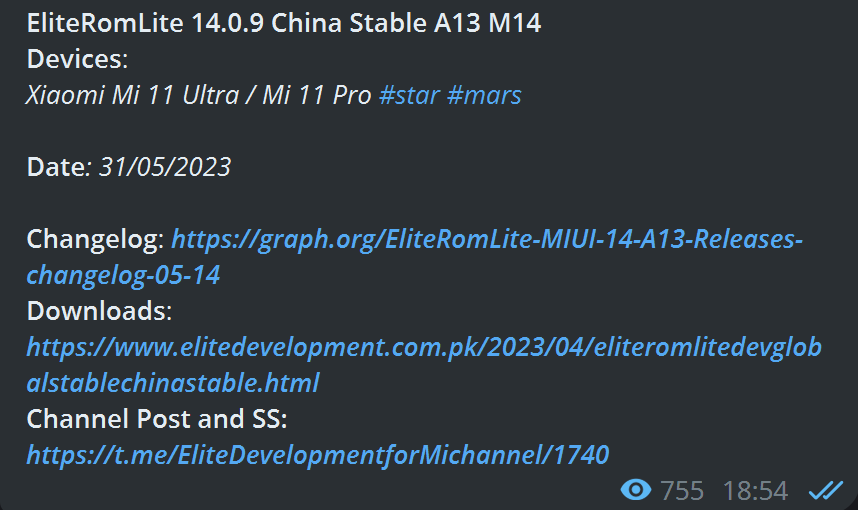 EliteRomLite 14.0.9 China Stable A13 M14
Devices:
Xiaomi Mi 11 Ultra / Mi 11 Pro #star #mars
Date: 31/05/2023
Changelog: https://graph.org/EliteRomLite-MIUI-14-A13-Releases-
changelog-05-14
Downloads:
https://www.elitedevelopment.com.pk/2023/04/eliteromlitedevglob
alstablechinastable.html
Channel Post and SS:
https://t.me/EliteDevelopmentforMichannel/1740
755 18:54